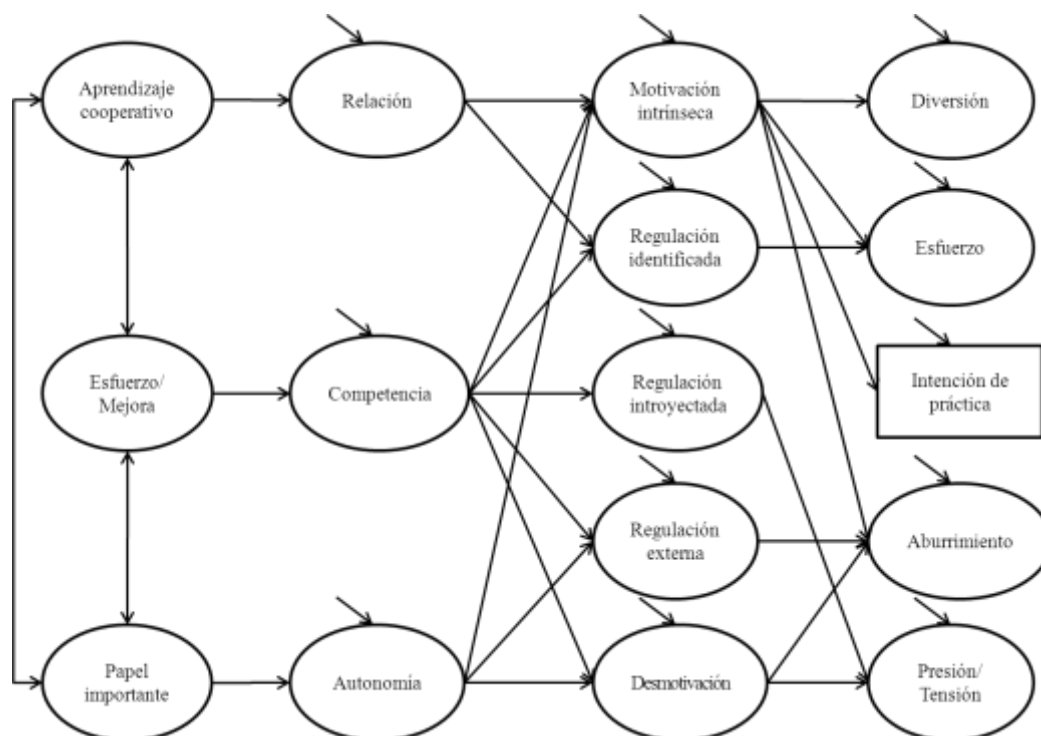 Aprendizaje
cooperativo
Relación
Motivación
intrínseca
Diversión
Regulación
identificada
Esfuerzo
Esfuerzo/
Mejora
Competencia
Regulación
introyectada
Intención de
práctica
Regulación
externa
Aburrimiento
Papel
importante
Autonomía
Desmotivación
Presión/
Tensión